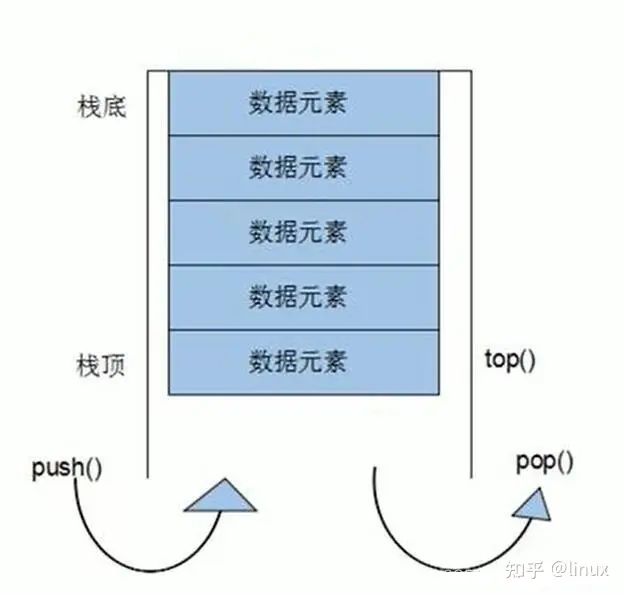 栈底
数据元素
数据元素
数据元素
数据元素
栈顶
数据元素
top()
push()
pop()
知乎 @linux